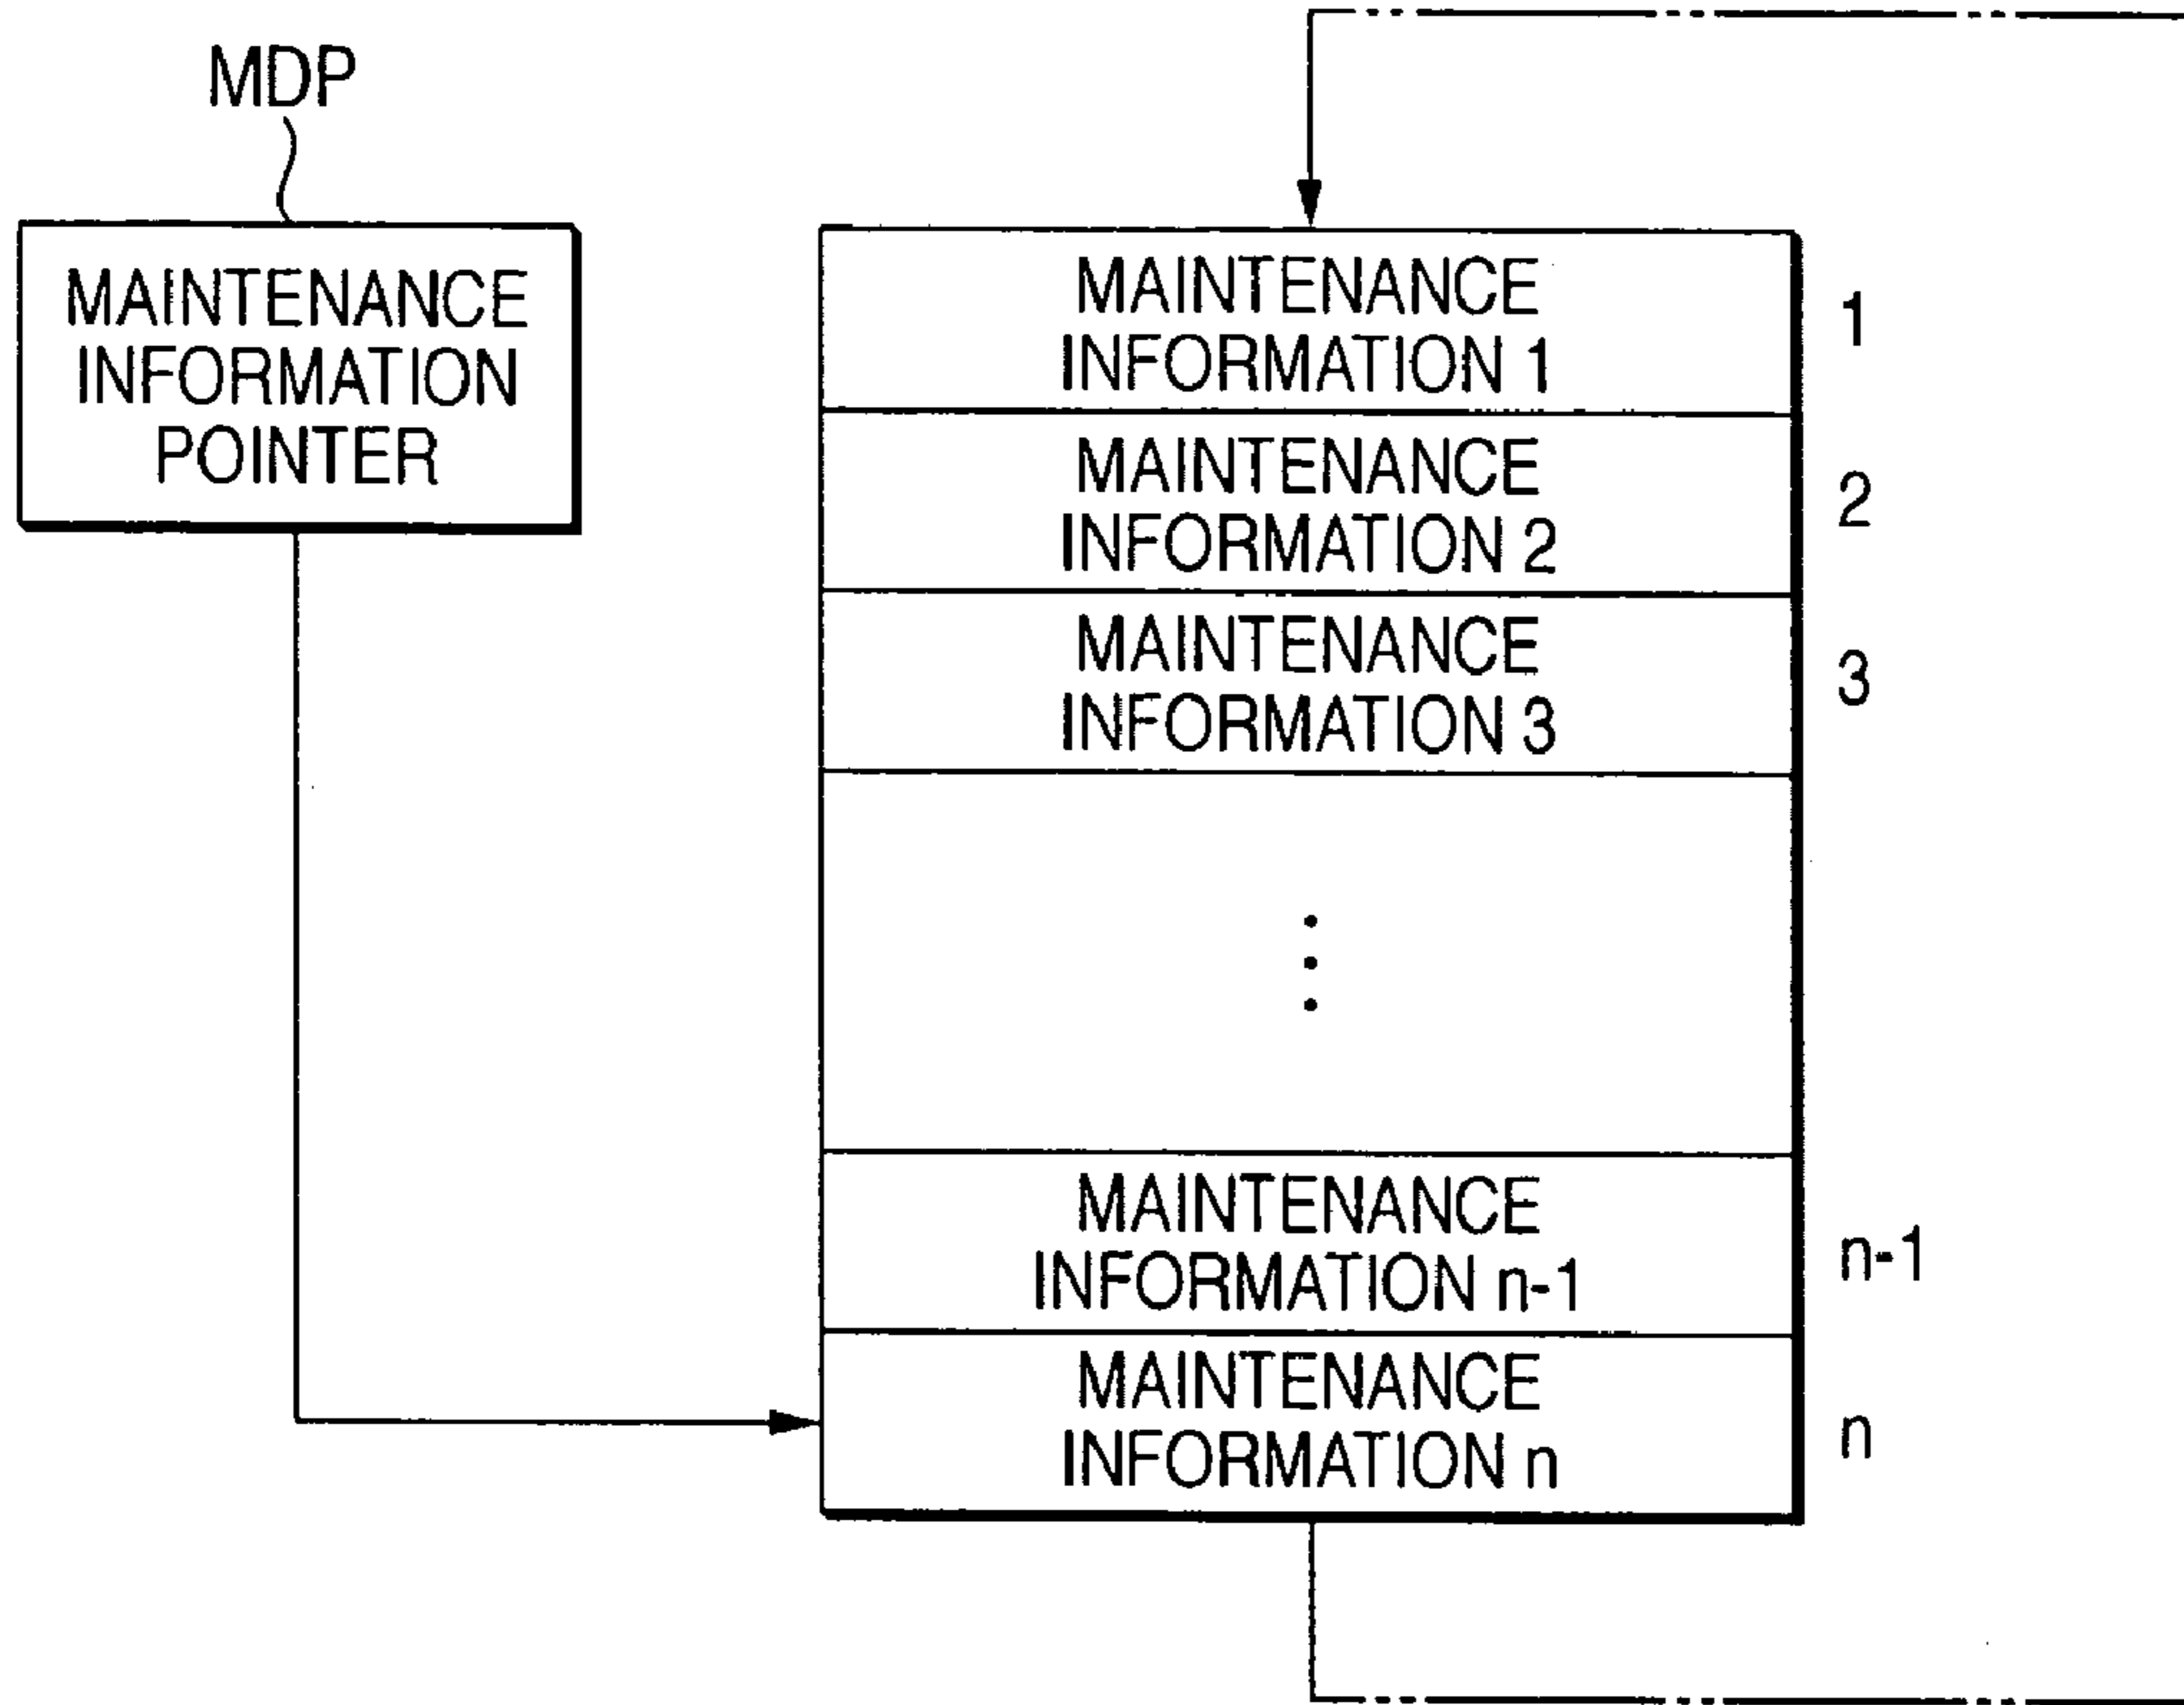 MDP
MAINTENANCE
INFORMATION
POINTER
MAINTENANCE
INFORMATION 1
1
MAINTENANCE
INFORMATION 2
2
MAINTENANCE
INFORMATION 3
3
MAINTENANCE
INFORMATION n-1
n-1
MAINTENANCE
INFORMATION n
n